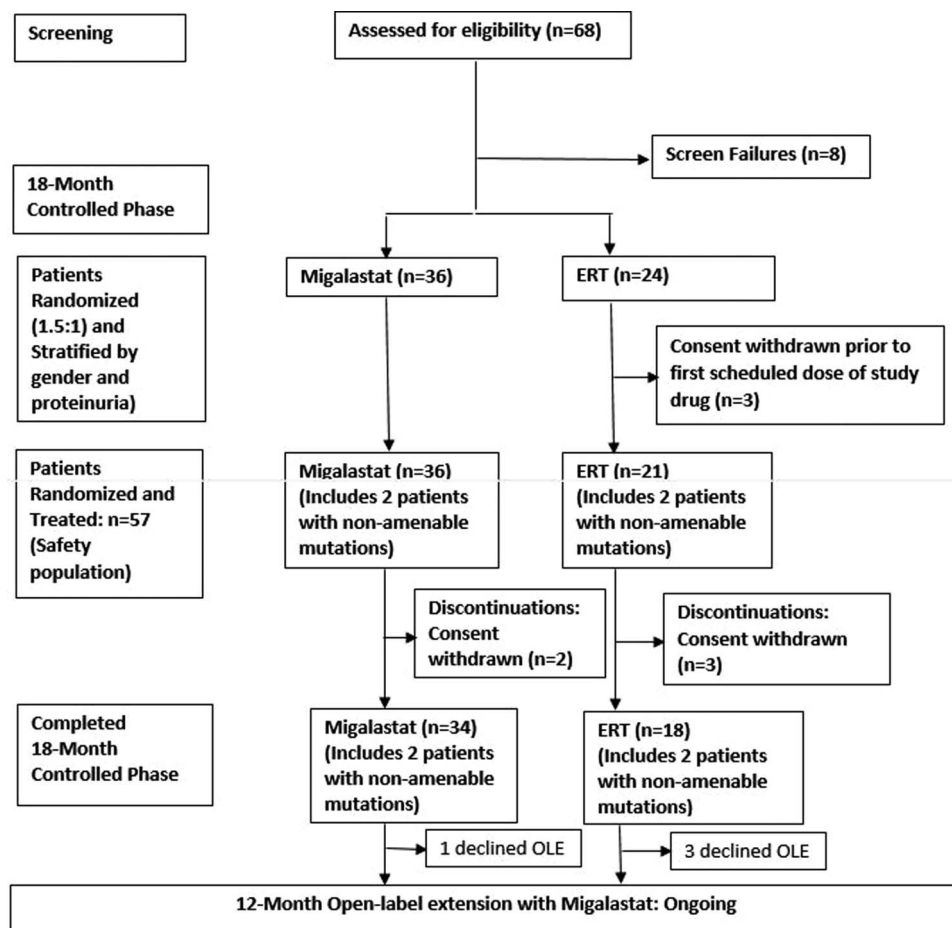 Screening
Assessed for eligibility (n=68)
Screen Failures (n=8)
18-Month
Controlled Phase
Patients
Randomized
(1.5:1) and
Stratified by
gender and
proteinuria)
Migalastat (n=36)
ERT (n=24)
Consent withdrawn prior to
first scheduled dose of study
drug (n=3)
Patients
Randomized and
Treated: n=57
(Safety
population)
Migalastat (n=36)
(Includes 2 patients
with non-amenable
mutations)
ERT (n=21)
(Includes 2 patients
with non-amenable
mutations)
Discontinuations:
Consent
withdrawn (n=2)
Discontinuations:
Consent withdrawn
(n=3)
Completed
18-Month
Controlled Phase
Migalastat (n=34)
(Includes 2 patients
with non-amenable
mutations)
ERT (n=18)
(Includes 2 patients
with non-amenable
mutations)
1 declined OLE
3 declined OLE
12-Month Open-label extension with Migalastat: Ongoing